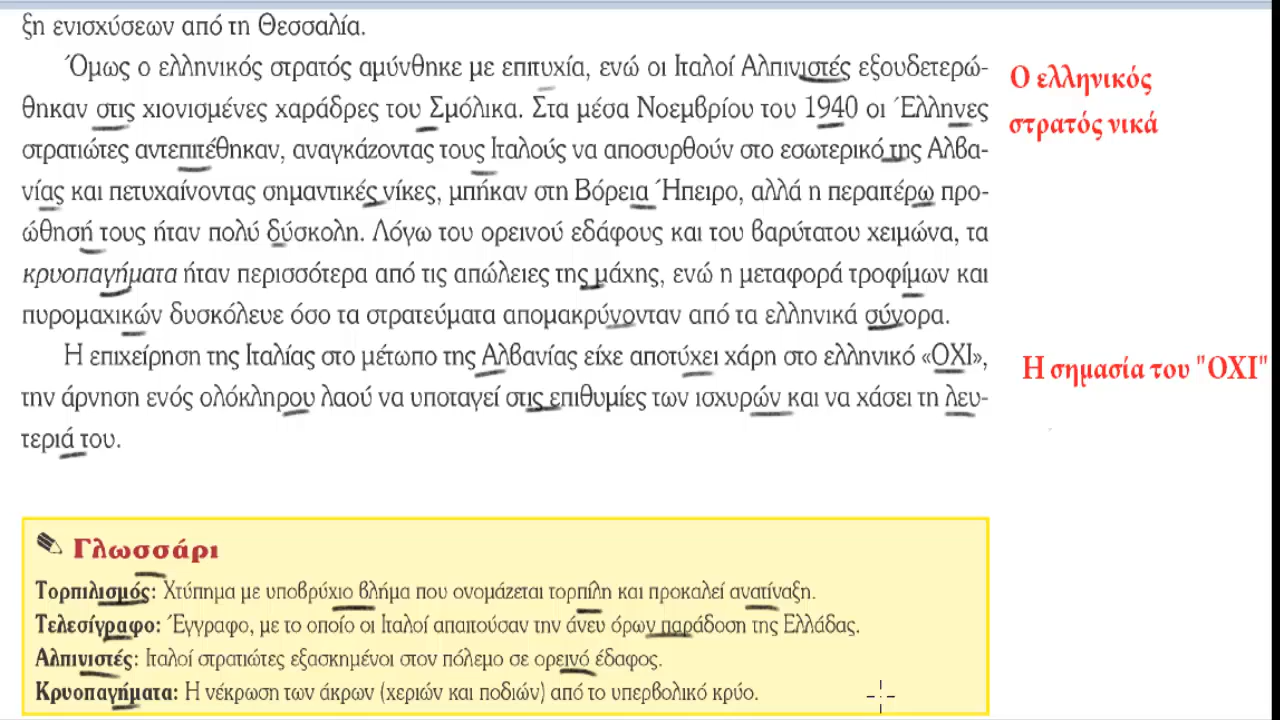 ξη ενισχύσεων από τη Θεσσαλία.
Όμως ο ελληνικός στρατός αμύνθηκε με επιτυχία, ενώ οι Ιταλοί Αλπινιστές εξουδετερώ-
θηκαν στις χιονισμένες χαράδρες του Σμόλικα. Στα μέσα Νοεμβρίου του 1940 οι Έλληνες
στρατιώτες αντεπιτέθηκαν, αναγκάζοντας τους Ιταλούς να αποσυρθούν στο εσωτερικό της Αλβα-
νίας και πετυχαίνοντας σημαντικές νίκες, μπήκαν στη Βόρεια Ήπειρο, αλλά η περαιτέρω προ-
ώθησή τους ήταν πολύ δύσκολη. Λόγω του ορεινού εδάφους και του βαρύτατου χειμώνα, τα
κρυοπαγήματα ήταν περισσότερα από τις απώλειες της μάχης, ενώ η μεταφορά τροφίμων και
πυρομαχικών δυσκόλευε όσο τα στρατεύματα απομακρύνονταν από τα ελληνικά σύνορα.
Η επιχείρηση της Ιταλίας στο μέτωπο της Αλβανίας είχε αποτύχει χάρη στο ελληνικό «ΟΧΙ»,
την άρνηση ενός ολόκληρου λαού να υποταγεί στις επιθυμίες των ισχυρών και να χάσει τη λευ-
τεριά του.
Ο ελληνικός
στρατός νικά
Η σημασία του "ΟΧΙ"
Γλωσσάρι
Τορπιλισμός: Χτύπημα με υποβρύχιο βλήμα που ονομάζεται τορπίλη και προκαλεί ανατίναξη.
Τελεσίγραφο: Έγγραφο, με το οποίο οι Ιταλοί απαιτούσαν την άνευ όρων παράδοση της Ελλάδας.
Αλπινιστές: Ιταλοί στρατιώτες εξασκημένοι στον πόλεμο σε ορεινό έδαφος.
Κρυοπαγήματα: Η νέκρωση των άκρων (χεριών και ποδιών) από το υπερβολικό κρύο.